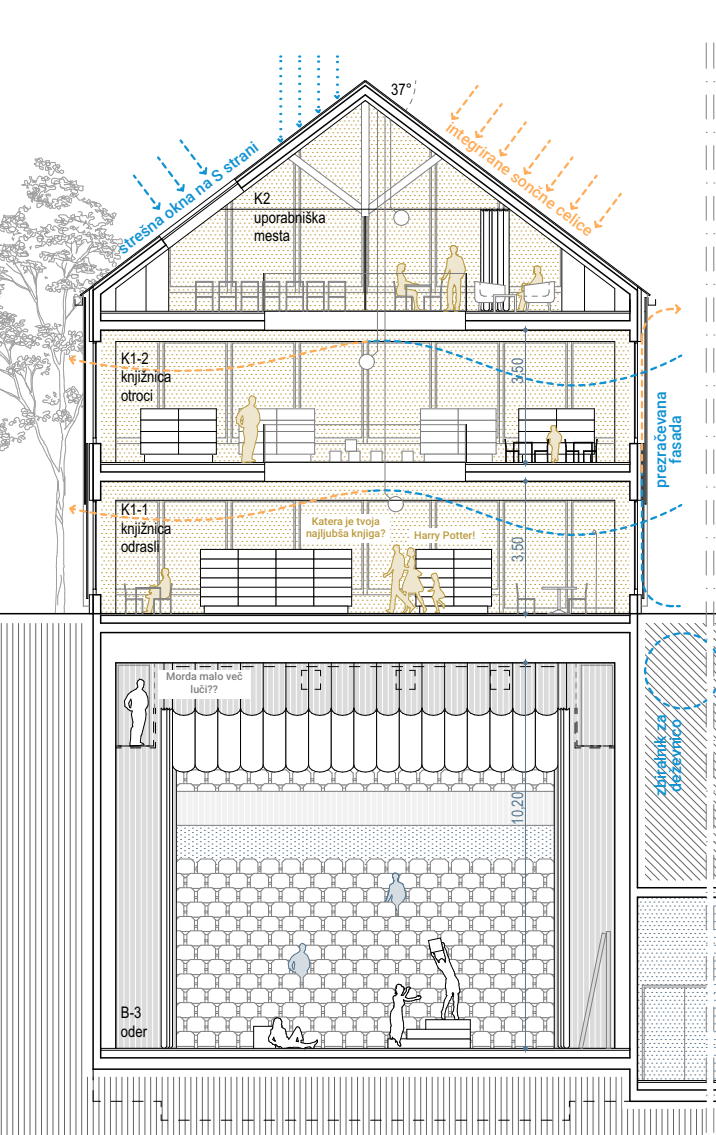 37°
strešna okna na S strani
integrirane sončne celice
K2
uporabniška
mesta
K1-2
knjižnica
otroci
3,50
prezračevana
fasada
K1-1
knjižnica
odrasli
Katera je tvoja
najljubša knjiga?
Harry Potter!
3,50
Morda malo več
luči??
zbiralnik za
deževnico
10,20
B-3
oder